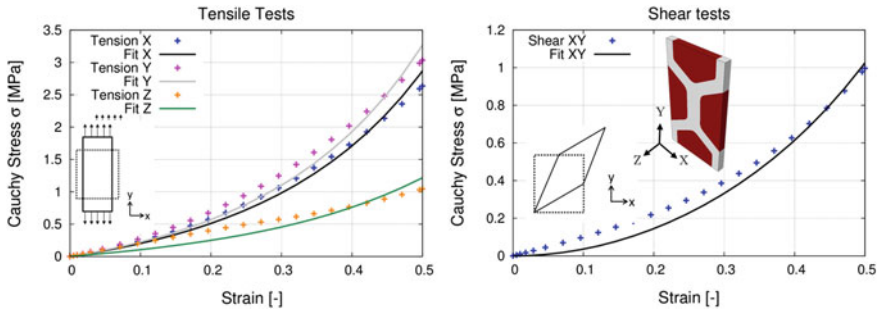 Tensile Tests
Cauchy Stress σ [MPa]
3.5
3
2.5
2
1.5
1
0.5
0
Tension X
Fit X
Tension Y
Fit Y
Tension Z
Fit Z
y
x
0
0.1
0.2
0.3
0.4
0.5
Strain [-]
Shear tests
Cauchy Stress σ [MPa]
1.2
1
0.8
0.6
0.4
0.2
0
Shear XY
Fit XY
Y
Z
X
y
x
0
0.1
0.2
0.3
0.4
0.5
Strain [-]